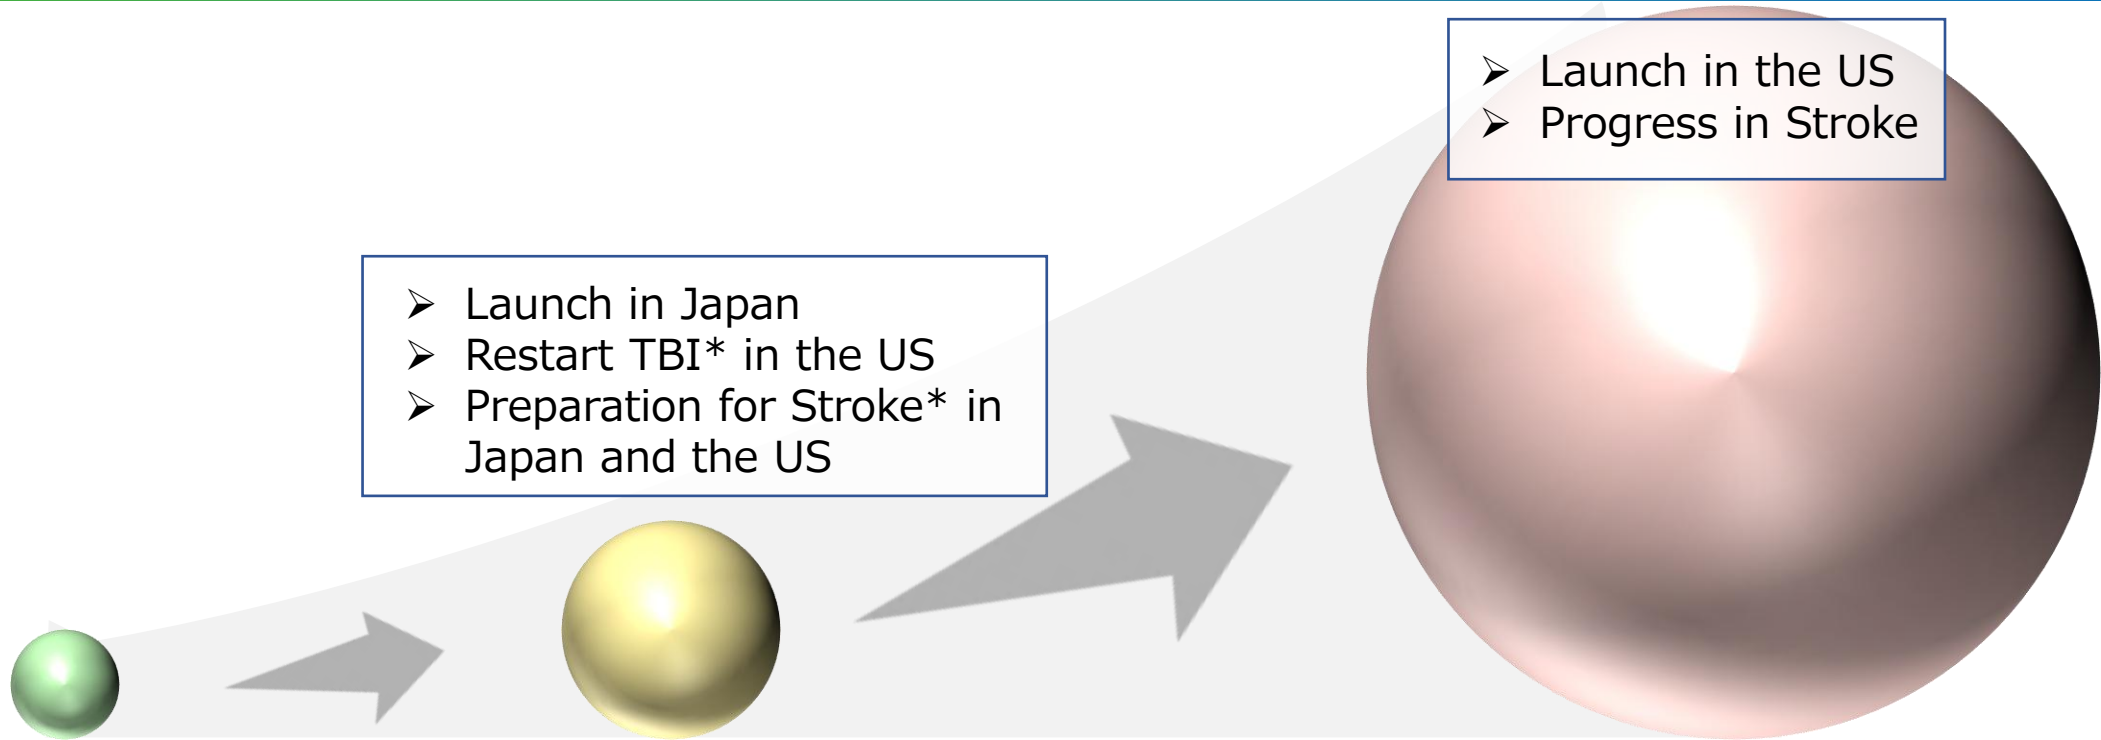 ➢ Launch in Japan
➢ Restart TBI* in the US
➢ Preparation for Stroke* in
Japan and the US
➢ Launch in the US
➢ Progress in Stroke